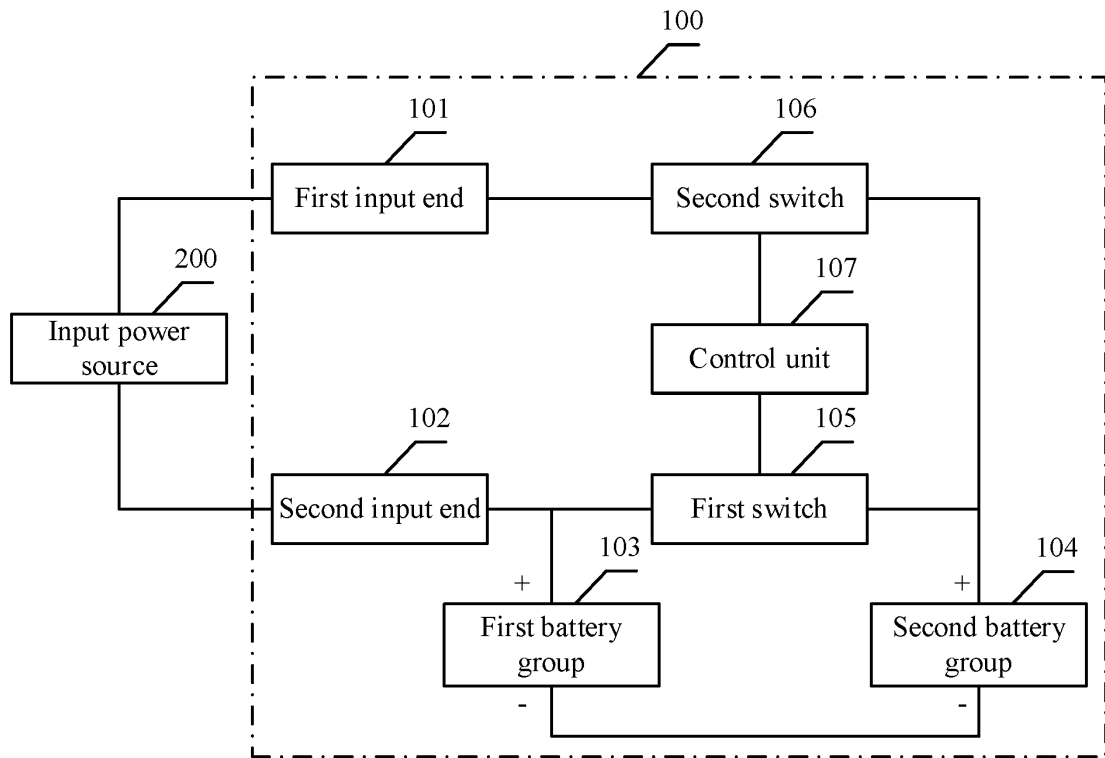 100
101
106
First input end
Second switch
200
107
Input power
source
Control unit
102
105
Second input end
First switch
103
104
+
+
First battery
group
Second battery
group
-
-